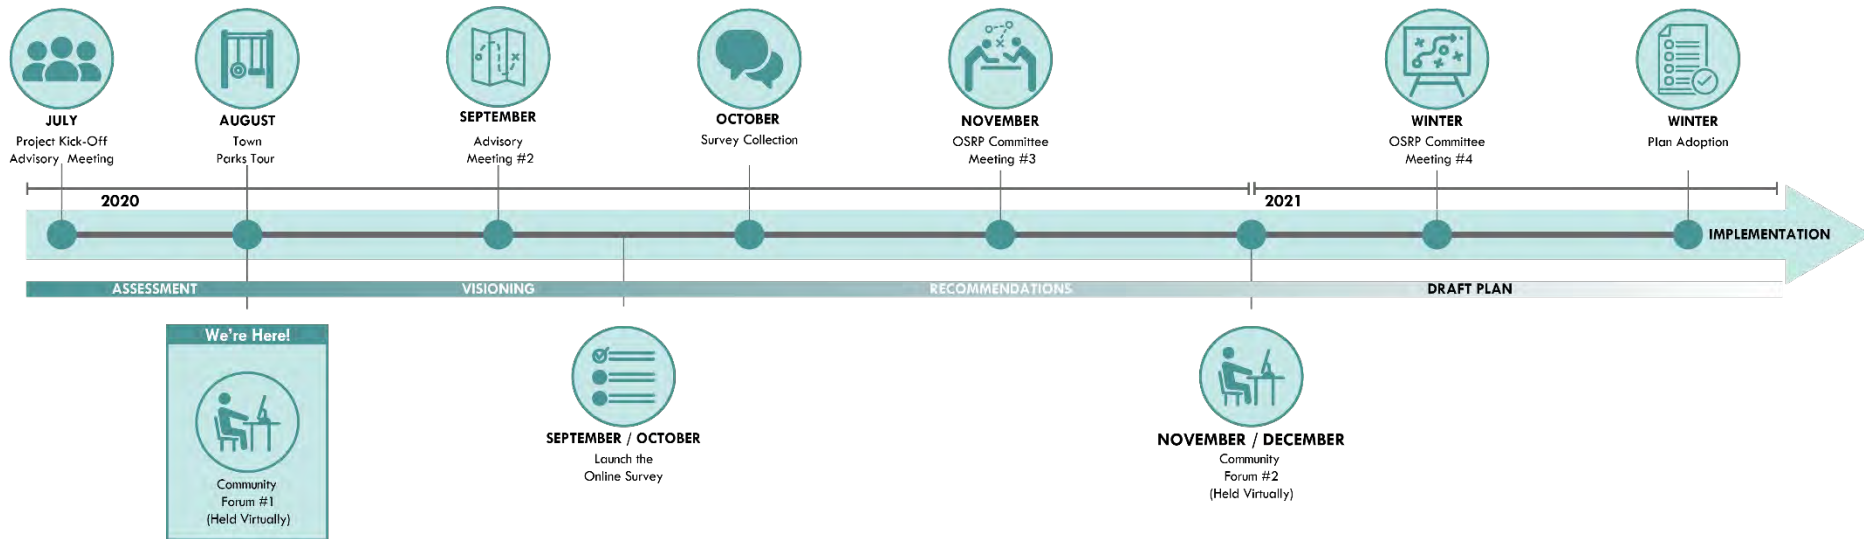 JULY
Project Kick-Off
Advisory Meeting
AUGUST
Town
Parks Tour
SEPTEMBER
Advisory
Meeting #2
OCTOBER
Survey Collection
NOVEMBER
OSRP Committee
Meeting #3
WINTER
OSRP Committee
Meeting #4
WINTER
Plan Adoption
2020
2021
IMPLEMENTATION
ASSESSMENT
VISIONING
RECOMMENDATIONS
DRAFT PLAN
We're Here!
Community
Forum #1
(Held Virtually)
SEPTEMBER / OCTOBER
Launch the
Online Survey
NOVEMBER / DECEMBER
Community
Forum #2
(Held Virtually)